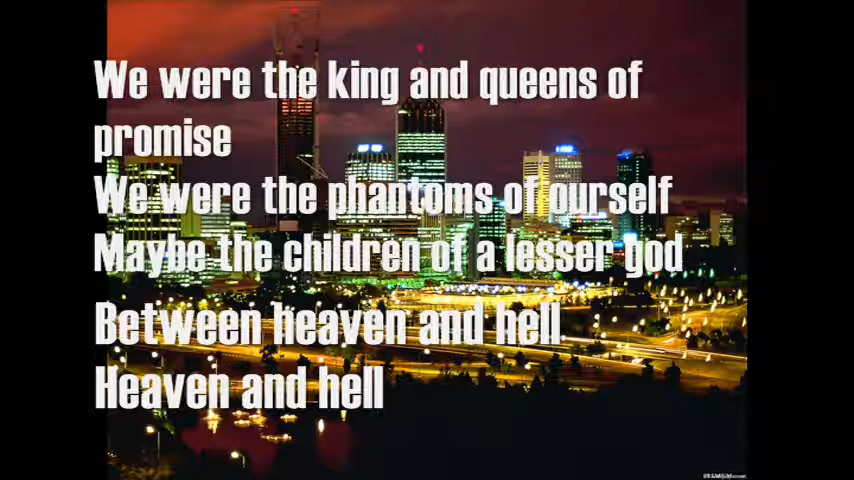 We were the king and queens of
promise
We were the phantoms of ourself
Maybe the children of a lesser god
Between heaven and hell
Heaven and hell